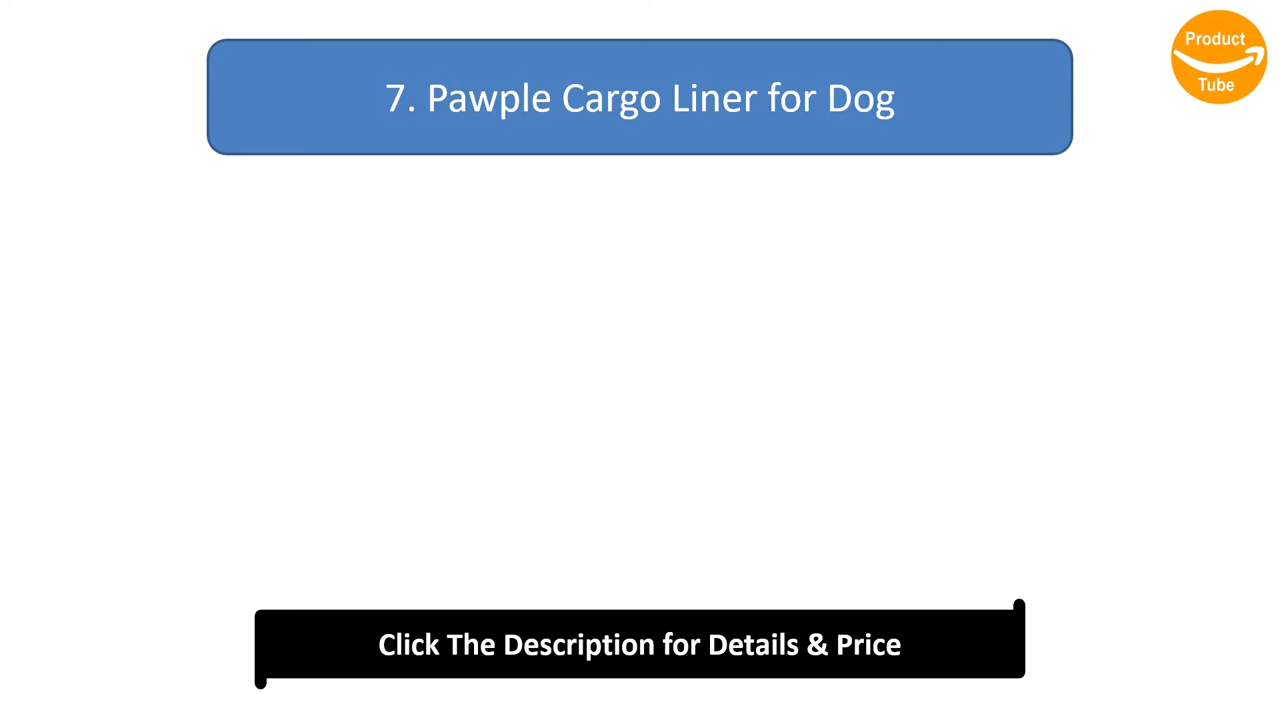 7. Pawple Cargo Liner for Dog
Product
Tube
Click The Description for Details & Price